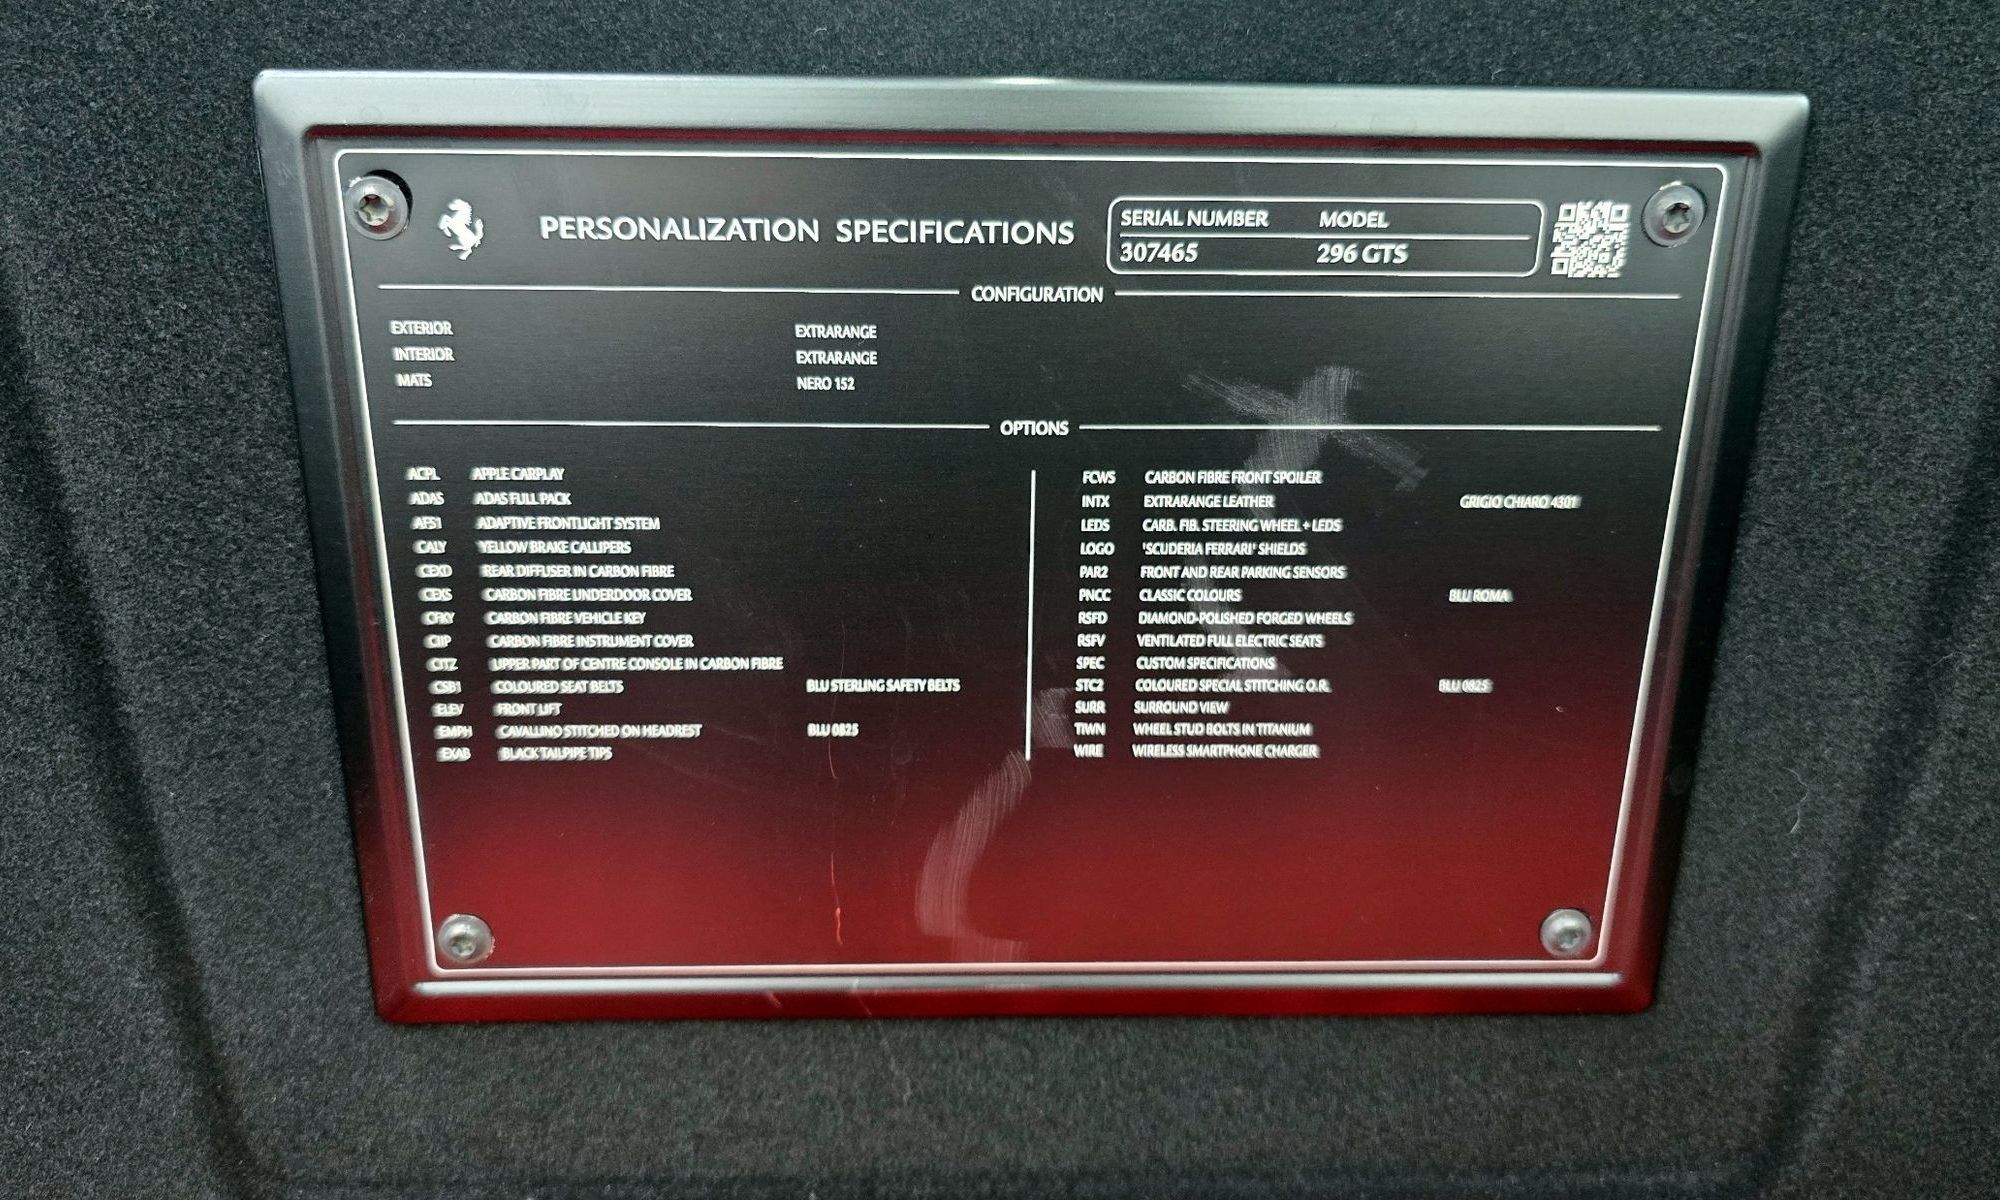 PERSONALIZATION SPECIFICATIONS
SERIAL NUMBER MODEL
307465 296 GTS
CONFIGURATION
EXTERIOR EXTRARANGE
INTERIOR EXTRARANGE
MATS NERO 152
OPTIONS
ACPL APPLE CARPLAY
ADAS ADAS FULL PACK
AFS1 ADAPTIVE FRONTLIGHT SYSTEM
CALY YELLOW BRAKE CALLIPERS
CEXD REAR DIFFUSER IN CARBON FIBRE
CEXS CARBON FIBRE UNDERDOOR COVER
CFKY CARBON FIBRE VEHICLE KEY
CIIP CARBON FIBRE INSTRUMENT COVER
CITZ UPPER PART OF CENTRE CONSOLE IN CARBON FIBRE
CSB1 COLOURED SEAT BELTS BLU STERLING SAFETY BELTS
ELEV FRONT LIFT
EMPH CAVALLINO STITCHED ON HEADREST BLU 0825
EXAB BLACK TAILPIPE TIPS
FCWS CARBON FIBRE FRONT SPOILER
INTX EXTRARANGE LEATHER GRIGIO CHIARO 4301
LEDS CARB. FIB. STEERING WHEEL + LEDS
LOGO 'SCUDERIA FERRARI' SHIELDS
PAR2 FRONT AND REAR PARKING SENSORS
PNCC CLASSIC COLOURS BLU ROMA
RSFD DIAMOND-POLISHED FORGED WHEELS
RSFV VENTILATED FULL ELECTRIC SEATS
SPEC CUSTOM SPECIFICATIONS
STC2 COLOURED SPECIAL STITCHING O.R. BLU 0825
SURR SURROUND VIEW
TIWN WHEEL STUD BOLTS IN TITANIUM
WIRE WIRELESS SMARTPHONE CHARGER